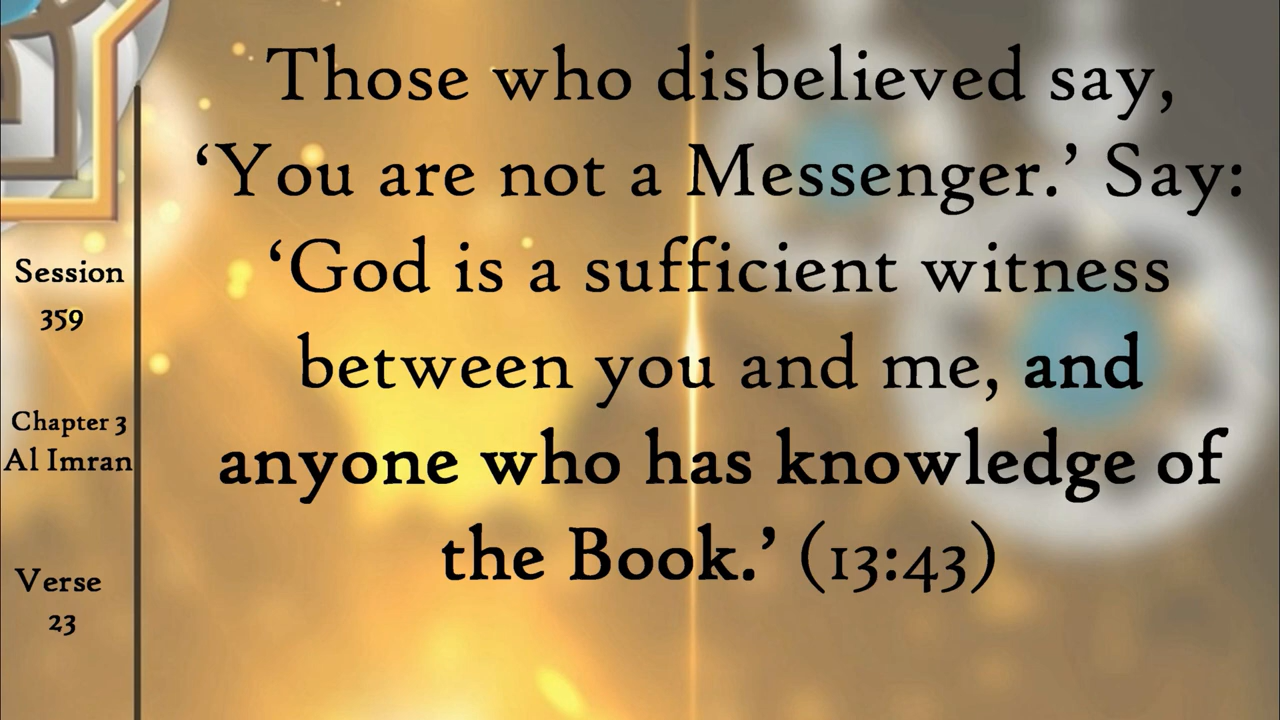 Session
359
Chapter 3
Al Imran
Verse
23
Those who disbelieved say,
‘You are not a Messenger.’ Say:
‘God is a sufficient witness
between you and me, and
anyone who has knowledge of
the Book.’ (13:43)